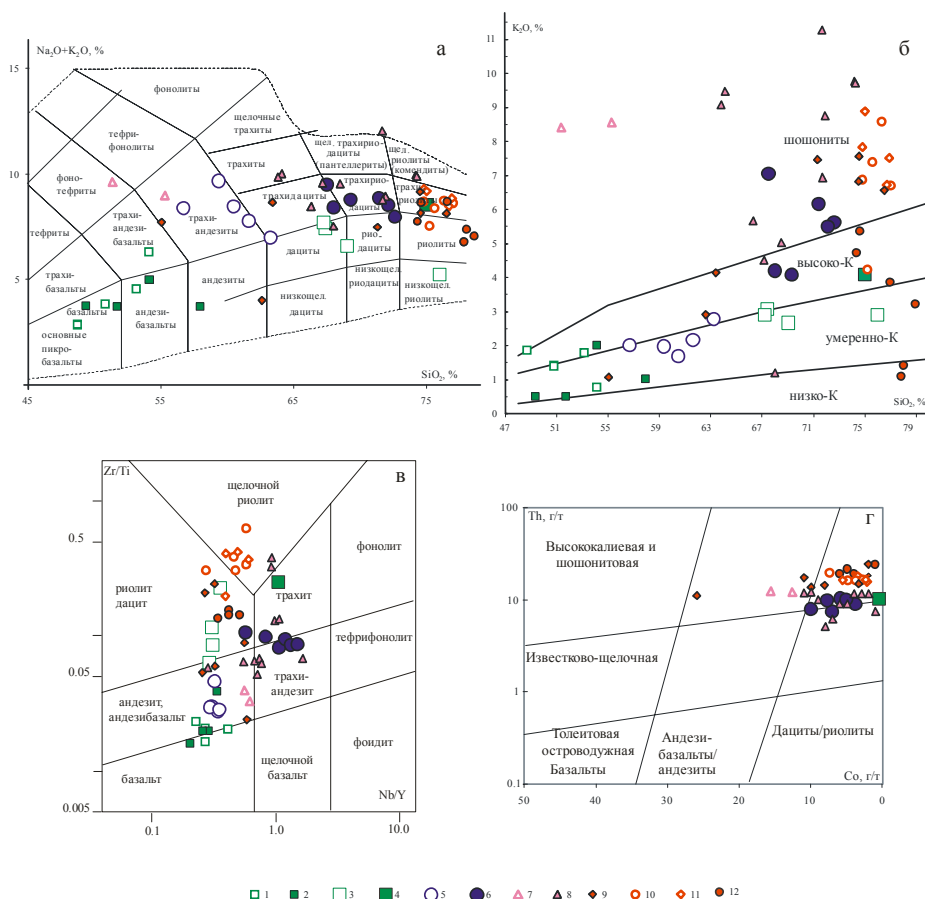 а
Na₂O+K₂O, %
15
10
5
45
55
65
75
SiO₂, %
фонолиты
тефри-
фонолиты
щелочные
трахиты
щел. трахирио-
дациты
(пантеллериты)
щел.
риолиты
(комендиты)
фоно-
тефриты
трахиты
трахидациты
трахирио-
дациты
трахи-
риолиты
тефриты
трахи-
андези-
базальты
трахи-
андезиты
трахи-
базальты
дациты
рио-
дациты
риолиты
базальты
андези-
базальты
андезиты
низкощел.
дациты
низкощел.
риодациты
низкощел.
риолиты
основные
пикро-
базальты
б
K₂O, %
11
10
9
8
7
6
5
4
3
2
1
0
47
51
55
59
63
67
71
75
79
SiO₂, %
шошониты
высоко-К
умеренно-К
низко-К
в
Zr/Ti
0.5
0.05
0.005
0.1
1.0
10.0
Nb/Y
щелочной
риолит
фонолит
риолит
дацит
трахит
тефрифонолит
трахи-
андезит
андезит,
андезибазальт
фоидит
базальт
щелочной
базальт
г
Th, г/т
100
10
1
0.1
50
40
30
20
10
0
Co, г/т
Высококалиевая и
шошонитовая
Известково-щелочная
Толеитовая
островодужная
Базальты
Андези-
базальты/
андезиты
Дациты/риолиты
1 2 3 4 5 6 7 8 9 10 11 12